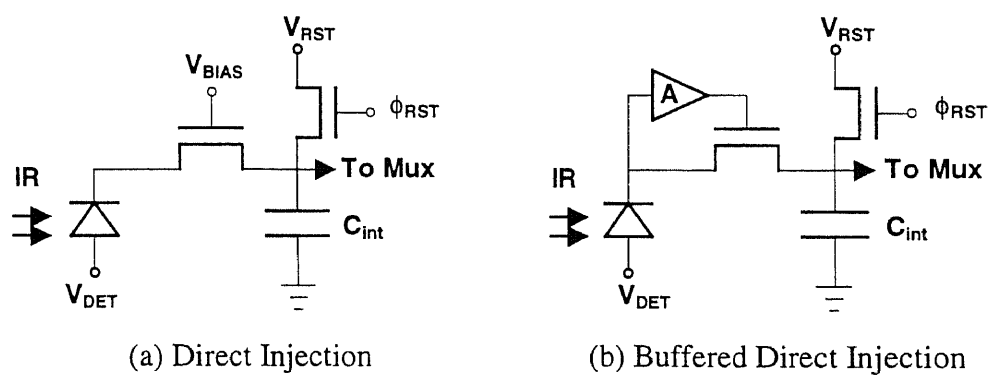 V_RST
V_BIAS
ϕ_RST
To Mux
IR
C_int
V_DET
(a) Direct Injection
V_RST
A
ϕ_RST
To Mux
IR
C_int
V_DET
(b) Buffered Direct Injection